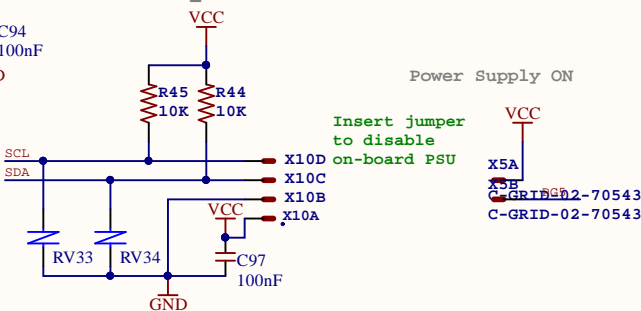 C94
100nF
VCC
R45
10K
R44
10K
Power Supply ON
Insert jumper
to disable
on-board PSU
VCC
SCL
SDA
X10D
X10C
X10B
X10A
VCC
X5A
X5B
C-GRID-02-70543
C-GRID-02-70543
RV33
RV34
C97
100nF
GND